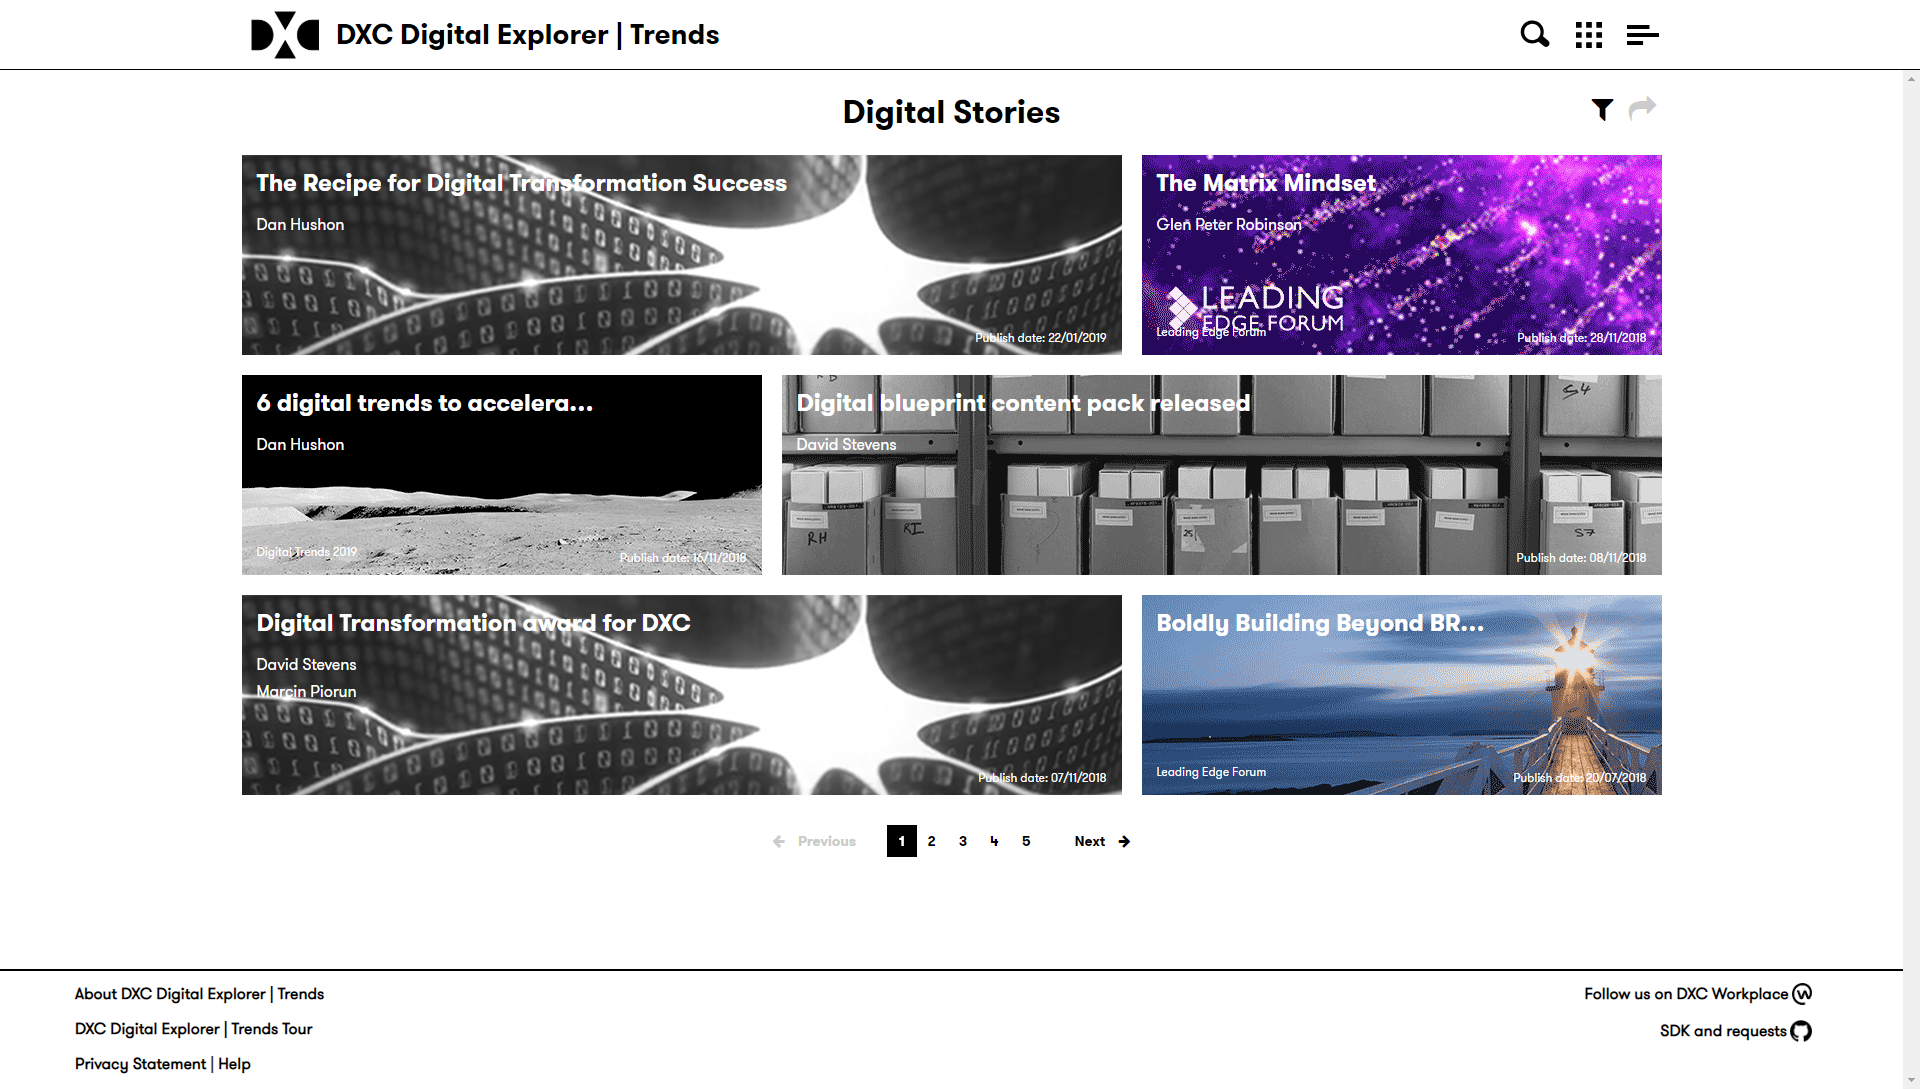 DXC DXC Digital Explorer | Trends
Digital Stories
The Recipe for Digital Transformation Success
Dan Hushon
Publish date: 22/01/2019
The Matrix Mindset
Glen Peter Robinson
LEADING
EDGE FORUM
Leading Edge Forum
Publish date: 28/11/2018
6 digital trends to accelera...
Dan Hushon
Digital Trends 2019
Publish date: 16/11/2018
Digital blueprint content pack released
David Stevens
S4
RH
RI
25
S7
Publish date: 08/11/2018
Digital Transformation award for DXC
David Stevens
Marcin Piorun
Publish date: 07/11/2018
Boldly Building Beyond BR...
Leading Edge Forum
Publish date: 20/07/2018
Previous 1 2 3 4 5 Next
About DXC Digital Explorer | Trends
DXC Digital Explorer | Trends Tour
Privacy Statement | Help
Follow us on DXC Workplace
SDK and requests